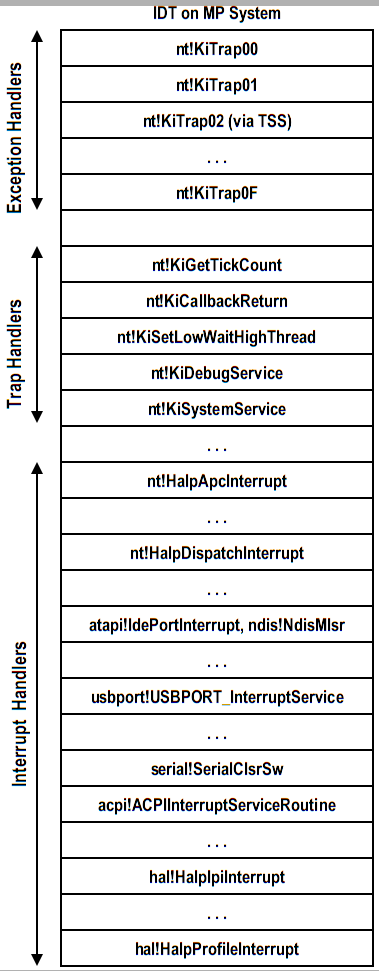 IDT on MP System
Exception Handlers
nt!KiTrap00
nt!KiTrap01
nt!KiTrap02 (via TSS)
. . .
nt!KiTrap0F
Trap Handlers
nt!KiGetTickCount
nt!KiCallbackReturn
nt!KiSetLowWaitHighThread
nt!KiDebugService
nt!KiSystemService
. . .
Interrupt Handlers
nt!HalpApcInterrupt
. . .
nt!HalpDispatchInterrupt
. . .
atapi!IdePortInterrupt, ndis!NdisMIsr
. . .
usbport!USBPORT_InterruptService
. . .
serial!SerialCIsrSw
acpi!ACPIInterruptServiceRoutine
. . .
hal!HalpIpiInterrupt
. . .
hal!HalpProfileInterrupt